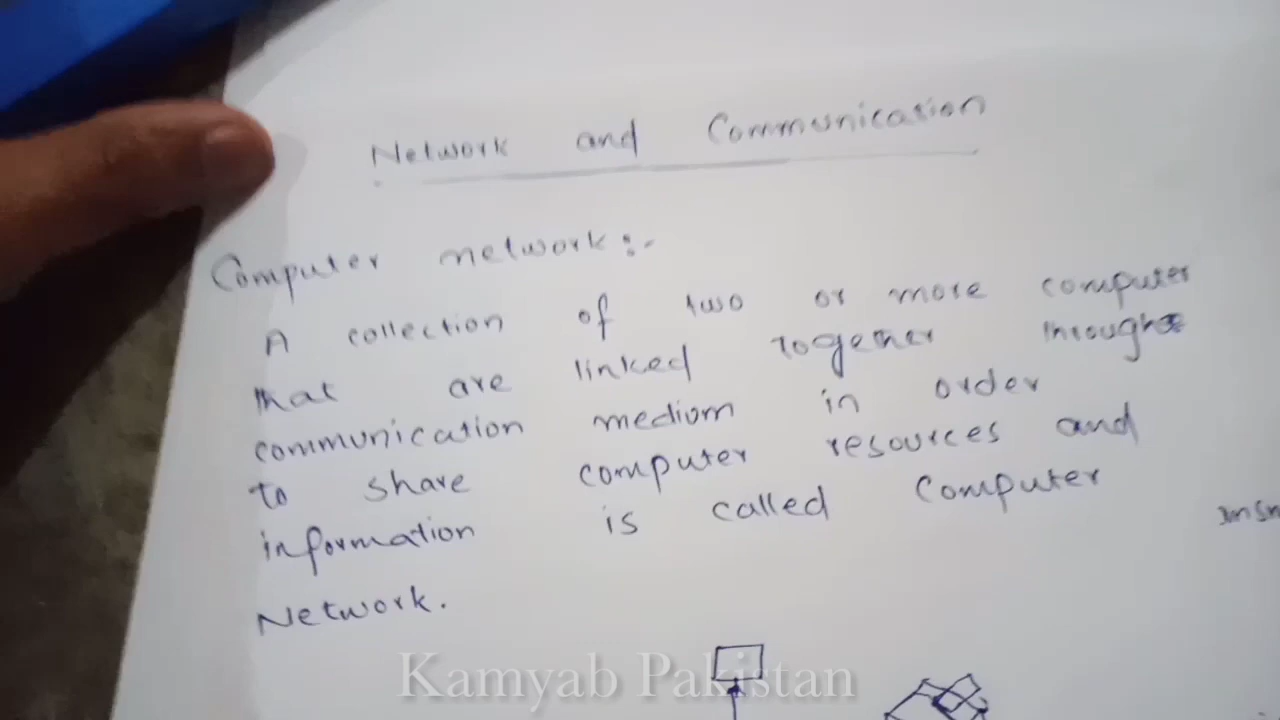 Network and Communication
Computer network:-
A collection of two or more computer
that are linked together through
communication medium in order
to share computer resources and
information is called Computer
Network.
Kamyab Pakistan